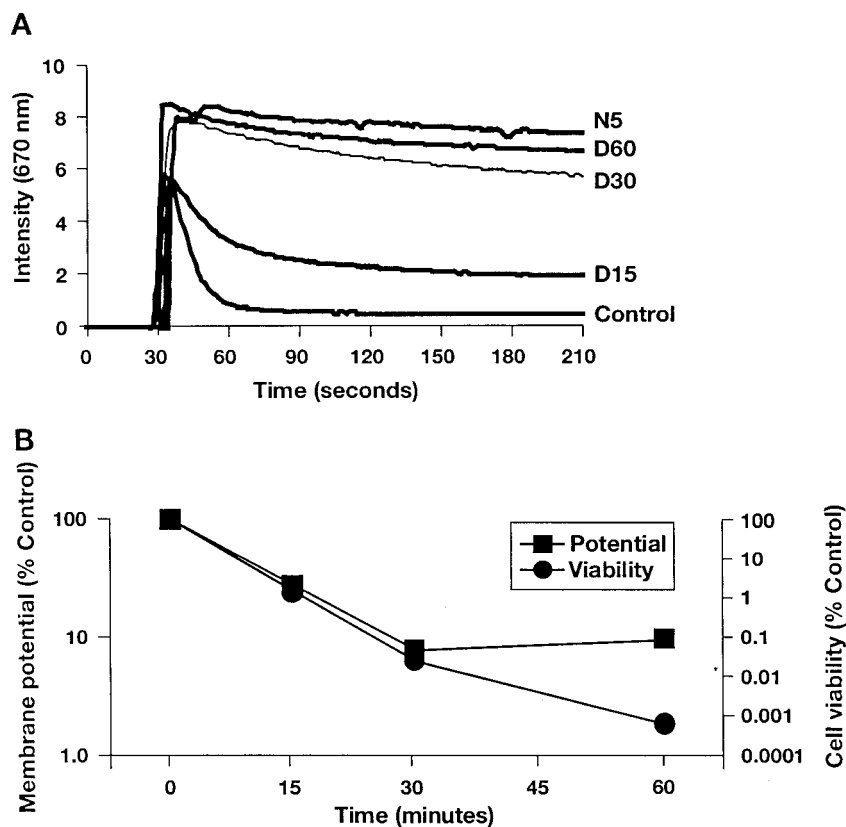 A
Intensity (670 nm)
10
8
6
4
2
0
N5
D60
D30
D15
Control
0 30 60 90 120 150 180 210
Time (seconds)
B
Membrane potential (% Control)
100
10
1.0
Potential
Viability
100
10
1
0.1
0.01
0.001
0.0001
Cell viability (% Control)
0 15 30 45 60
Time (minutes)